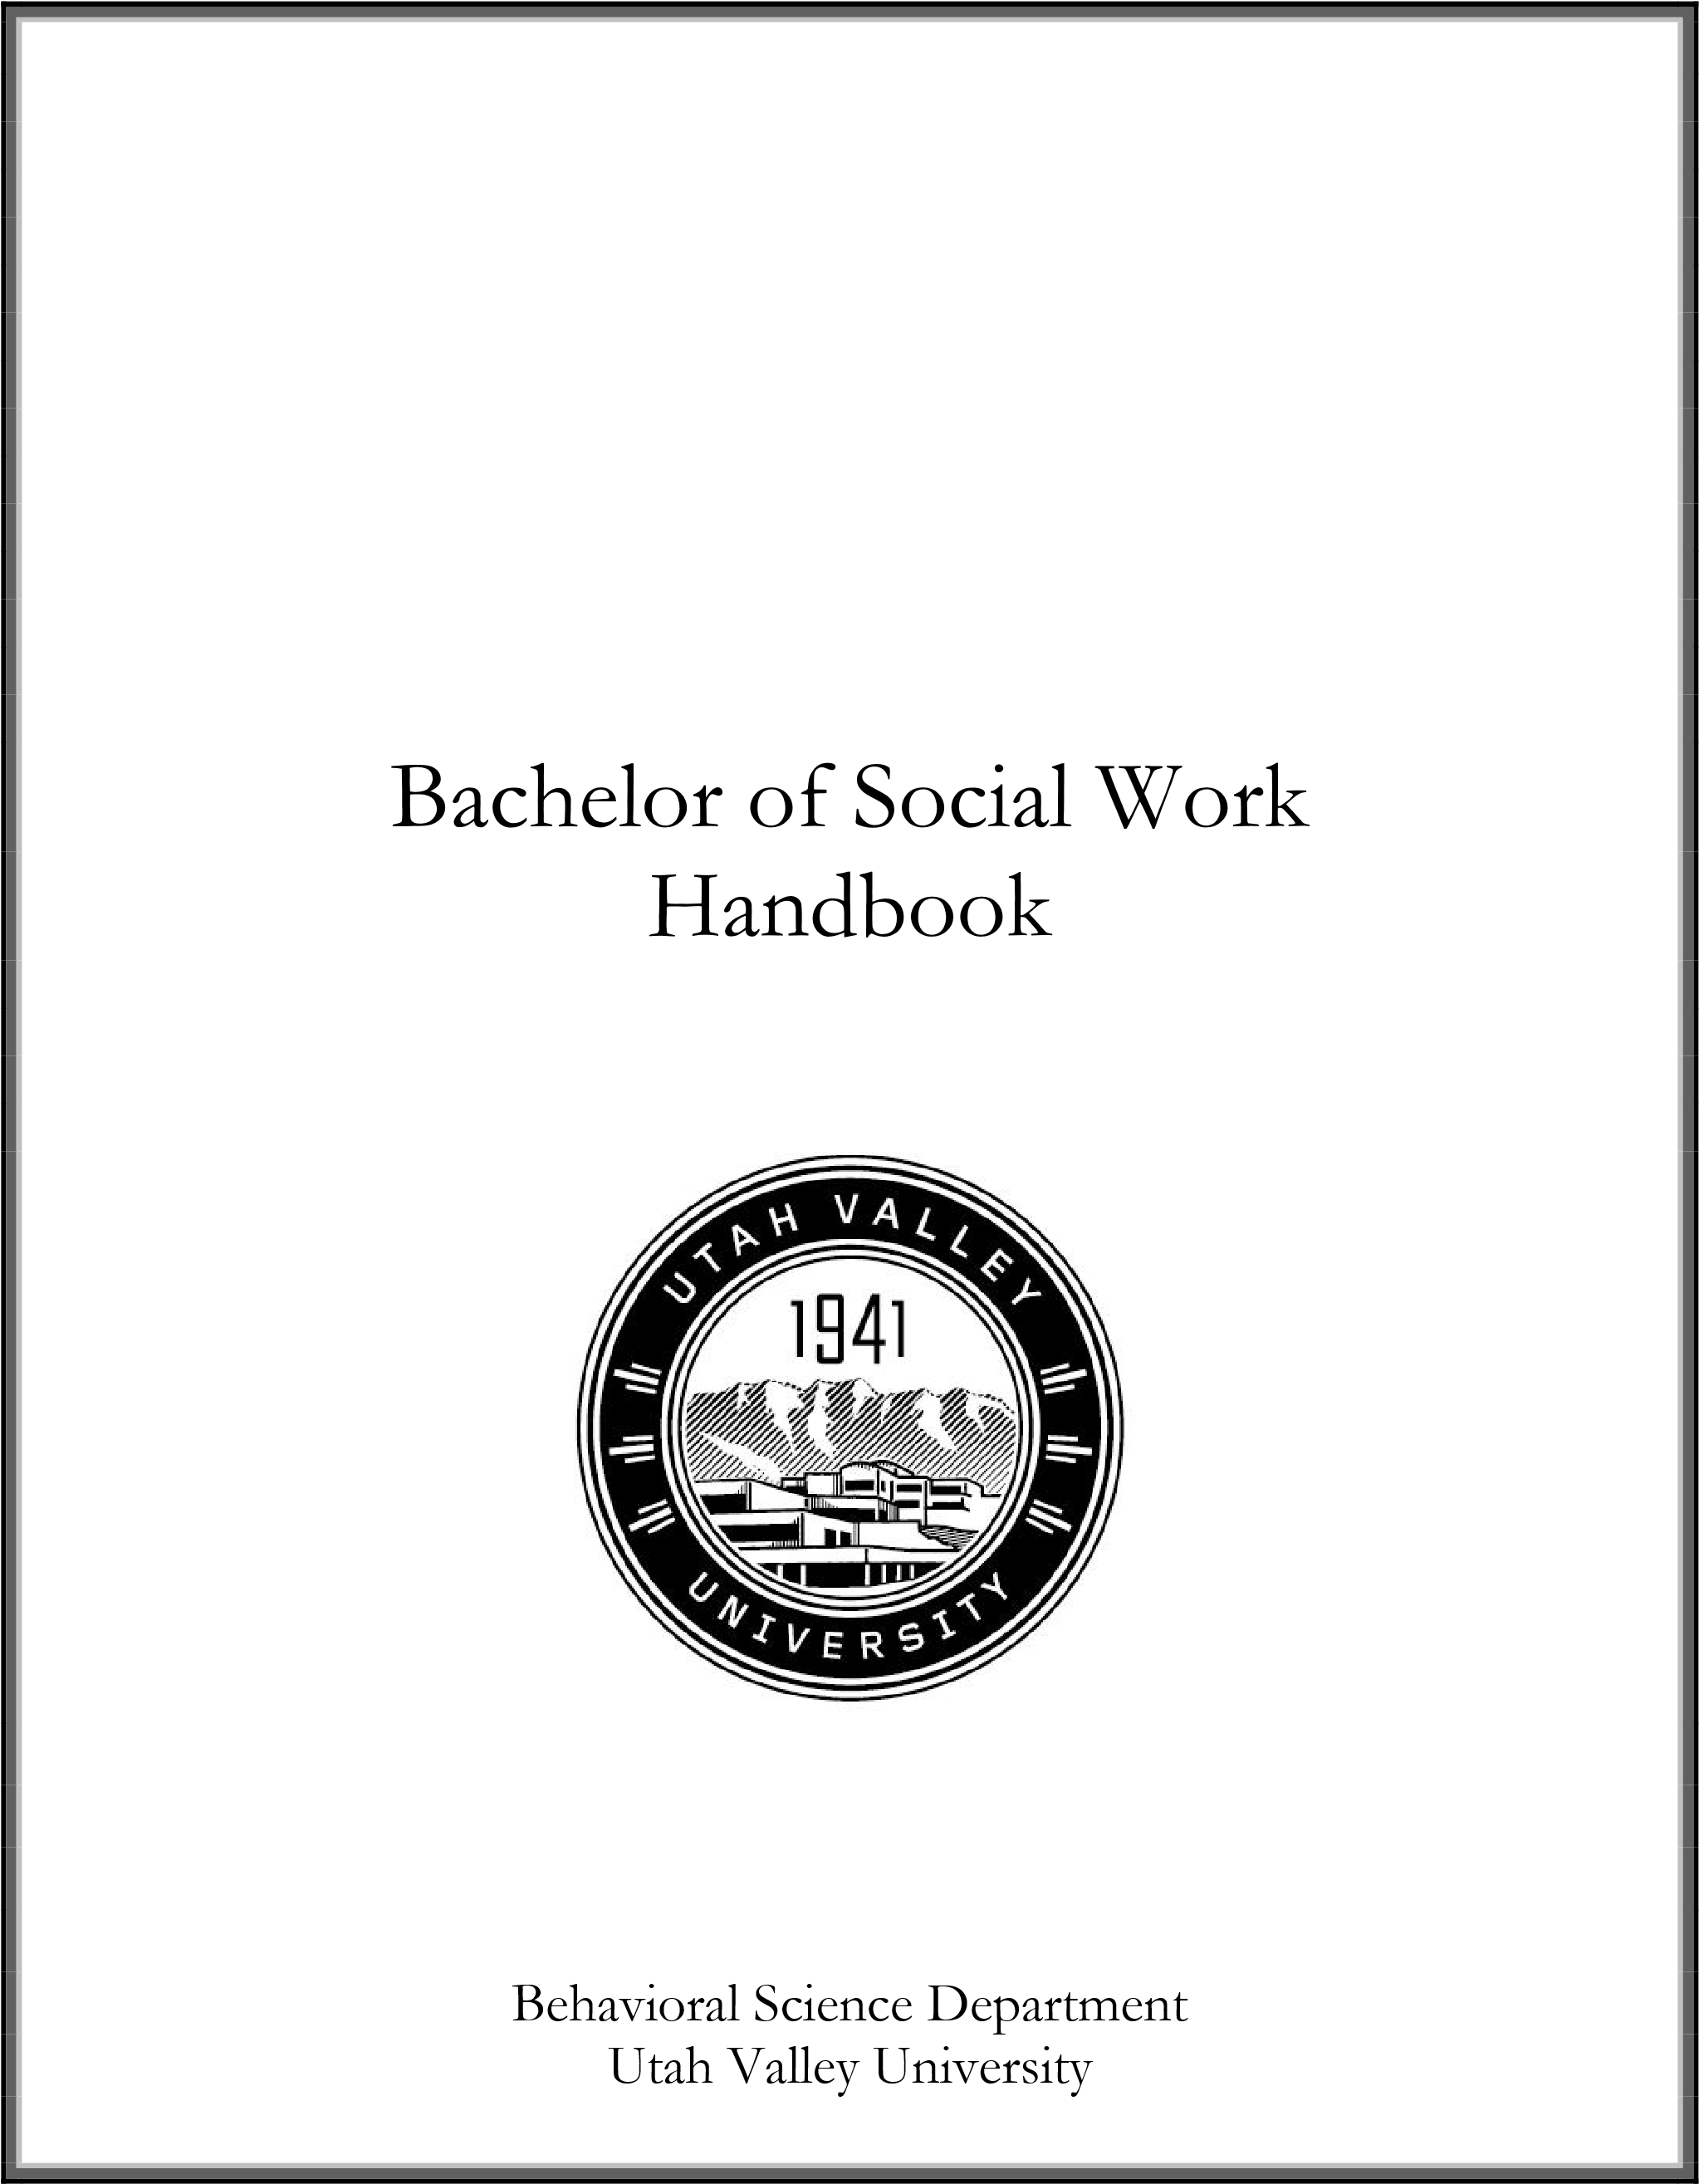 Bachelor of Social Work
Handbook
UTAH VALLEY
1941
UNIVERSITY
Behavioral Science Department
Utah Valley University